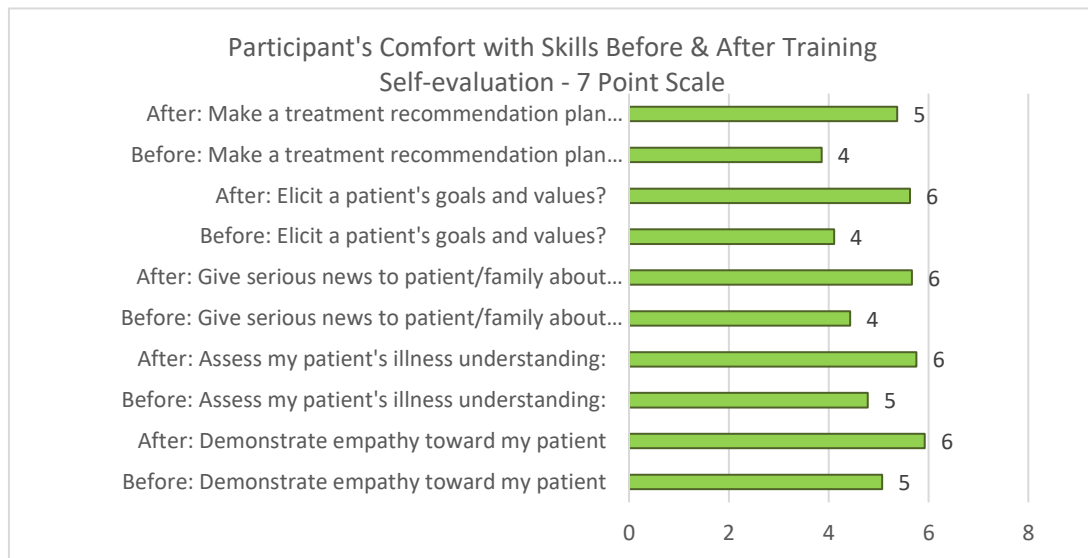 Participant's Comfort with Skills Before & After Training
Self-evaluation - 7 Point Scale
After: Make a treatment recommendation plan... 5
Before: Make a treatment recommendation plan... 4
After: Elicit a patient's goals and values? 6
Before: Elicit a patient's goals and values? 4
After: Give serious news to patient/family about... 6
Before: Give serious news to patient/family about... 4
After: Assess my patient's illness understanding: 6
Before: Assess my patient's illness understanding: 5
After: Demonstrate empathy toward my patient 6
Before: Demonstrate empathy toward my patient 5
0 2 4 6 8